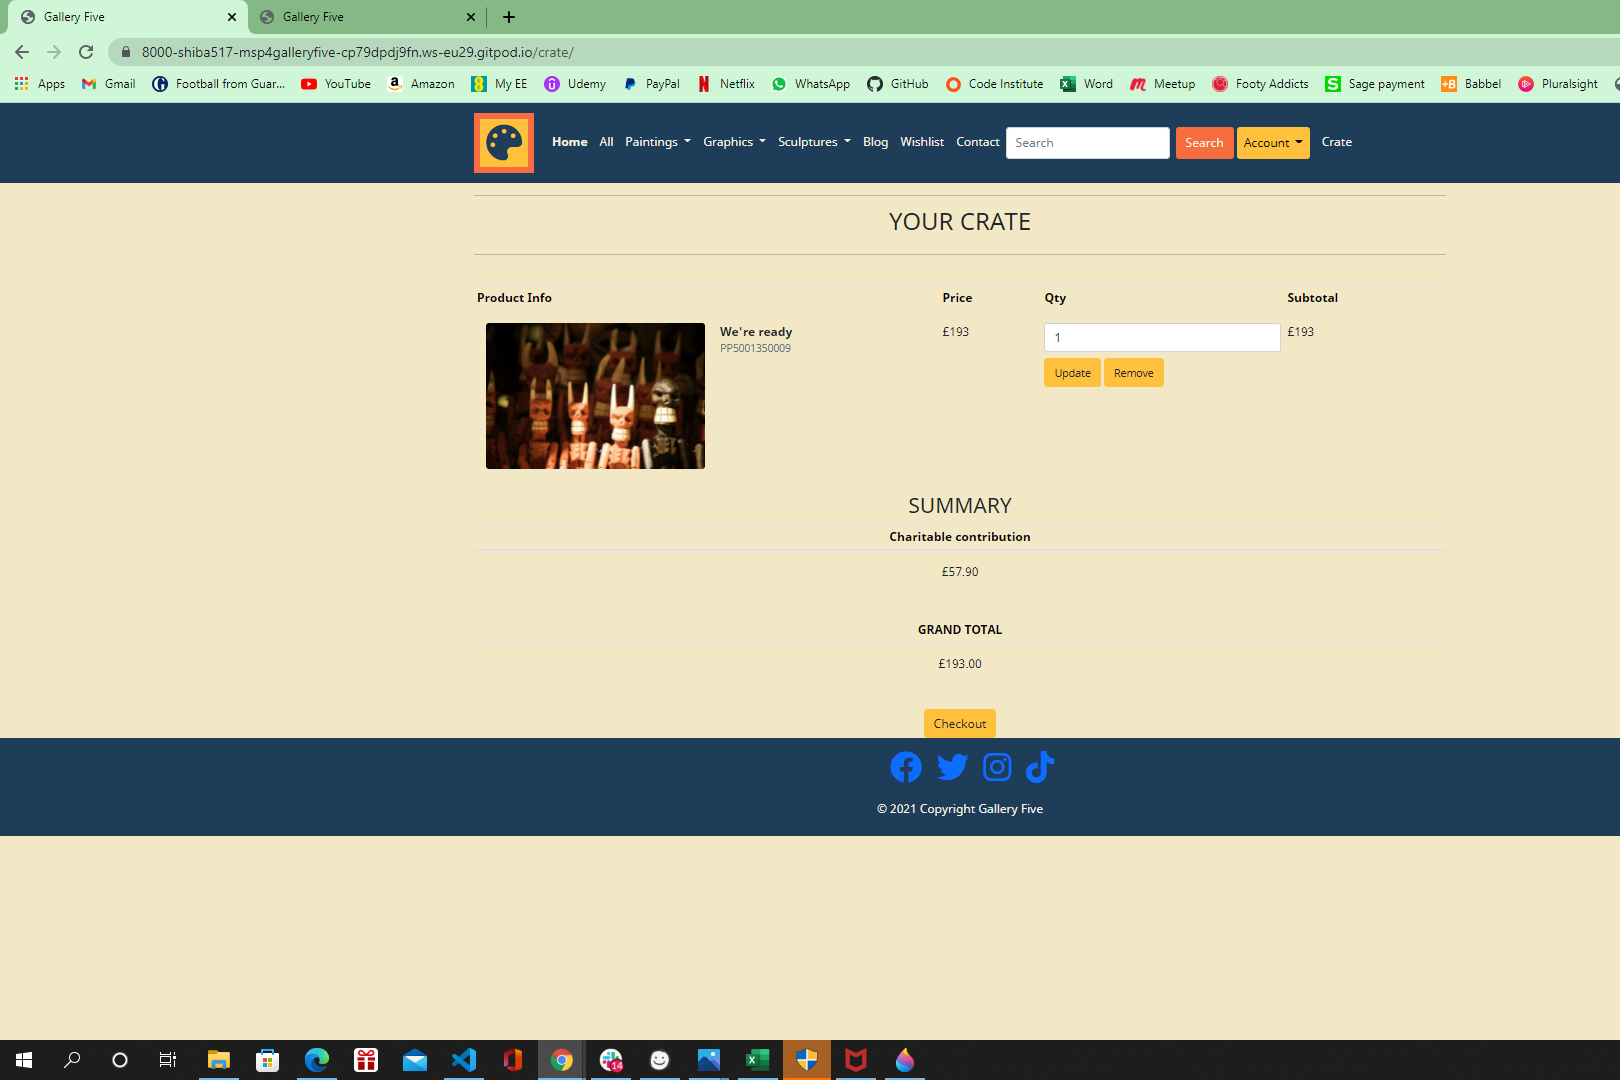 Gallery Five
Gallery Five
8000-shiba517-msp4galleryfive-cp79dpdj9fn.ws-eu29.gitpod.io/crate/
Apps Gmail Football from Guar... YouTube Amazon My EE Udemy PayPal Netflix WhatsApp GitHub Code Institute Word Meetup Footy Addicts Sage payment Babbel Pluralsight
Home All Paintings Graphics Sculptures Blog Wishlist Contact Search Search Account Crate
YOUR CRATE
Product Info Price Qty Subtotal
We're ready £193 1 £193
PP5001350009
Update Remove
SUMMARY
Charitable contribution
£57.90
GRAND TOTAL
£193.00
Checkout
© 2021 Copyright Gallery Five
14